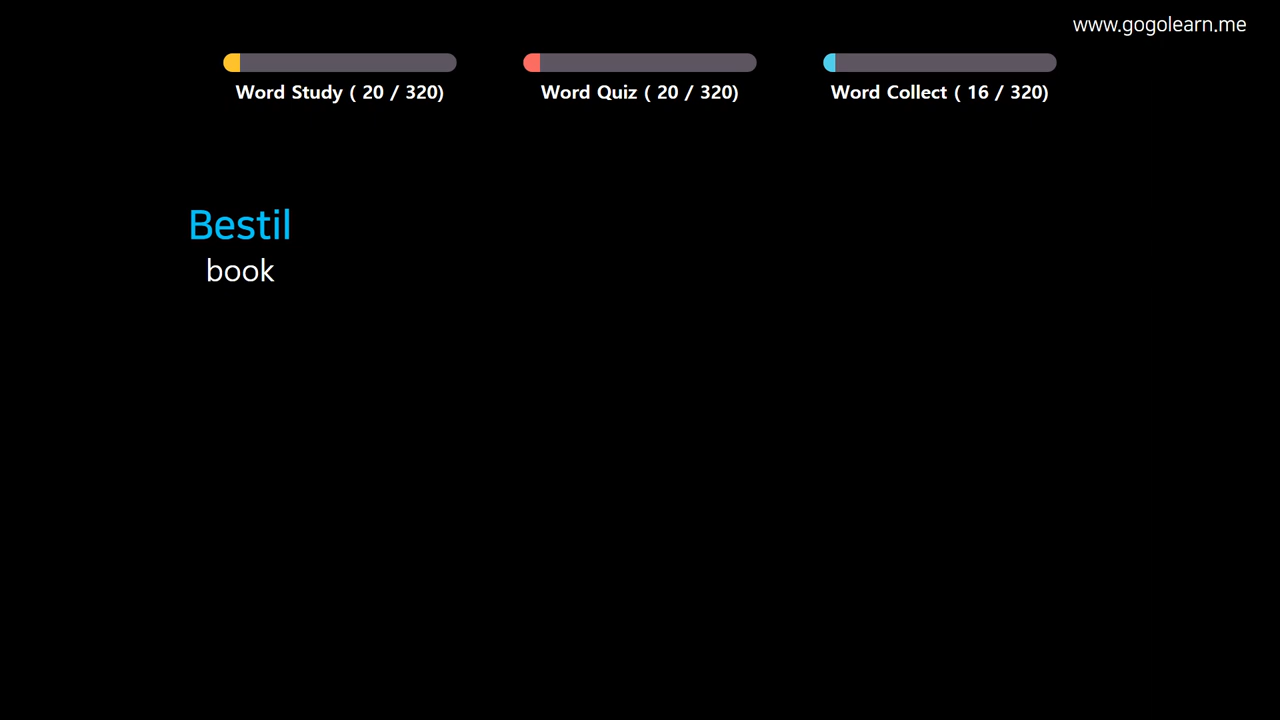 www.gogolearn.me
Word Study ( 20 / 320)
Word Quiz ( 20 / 320)
Word Collect ( 16 / 320)
Bestil
book